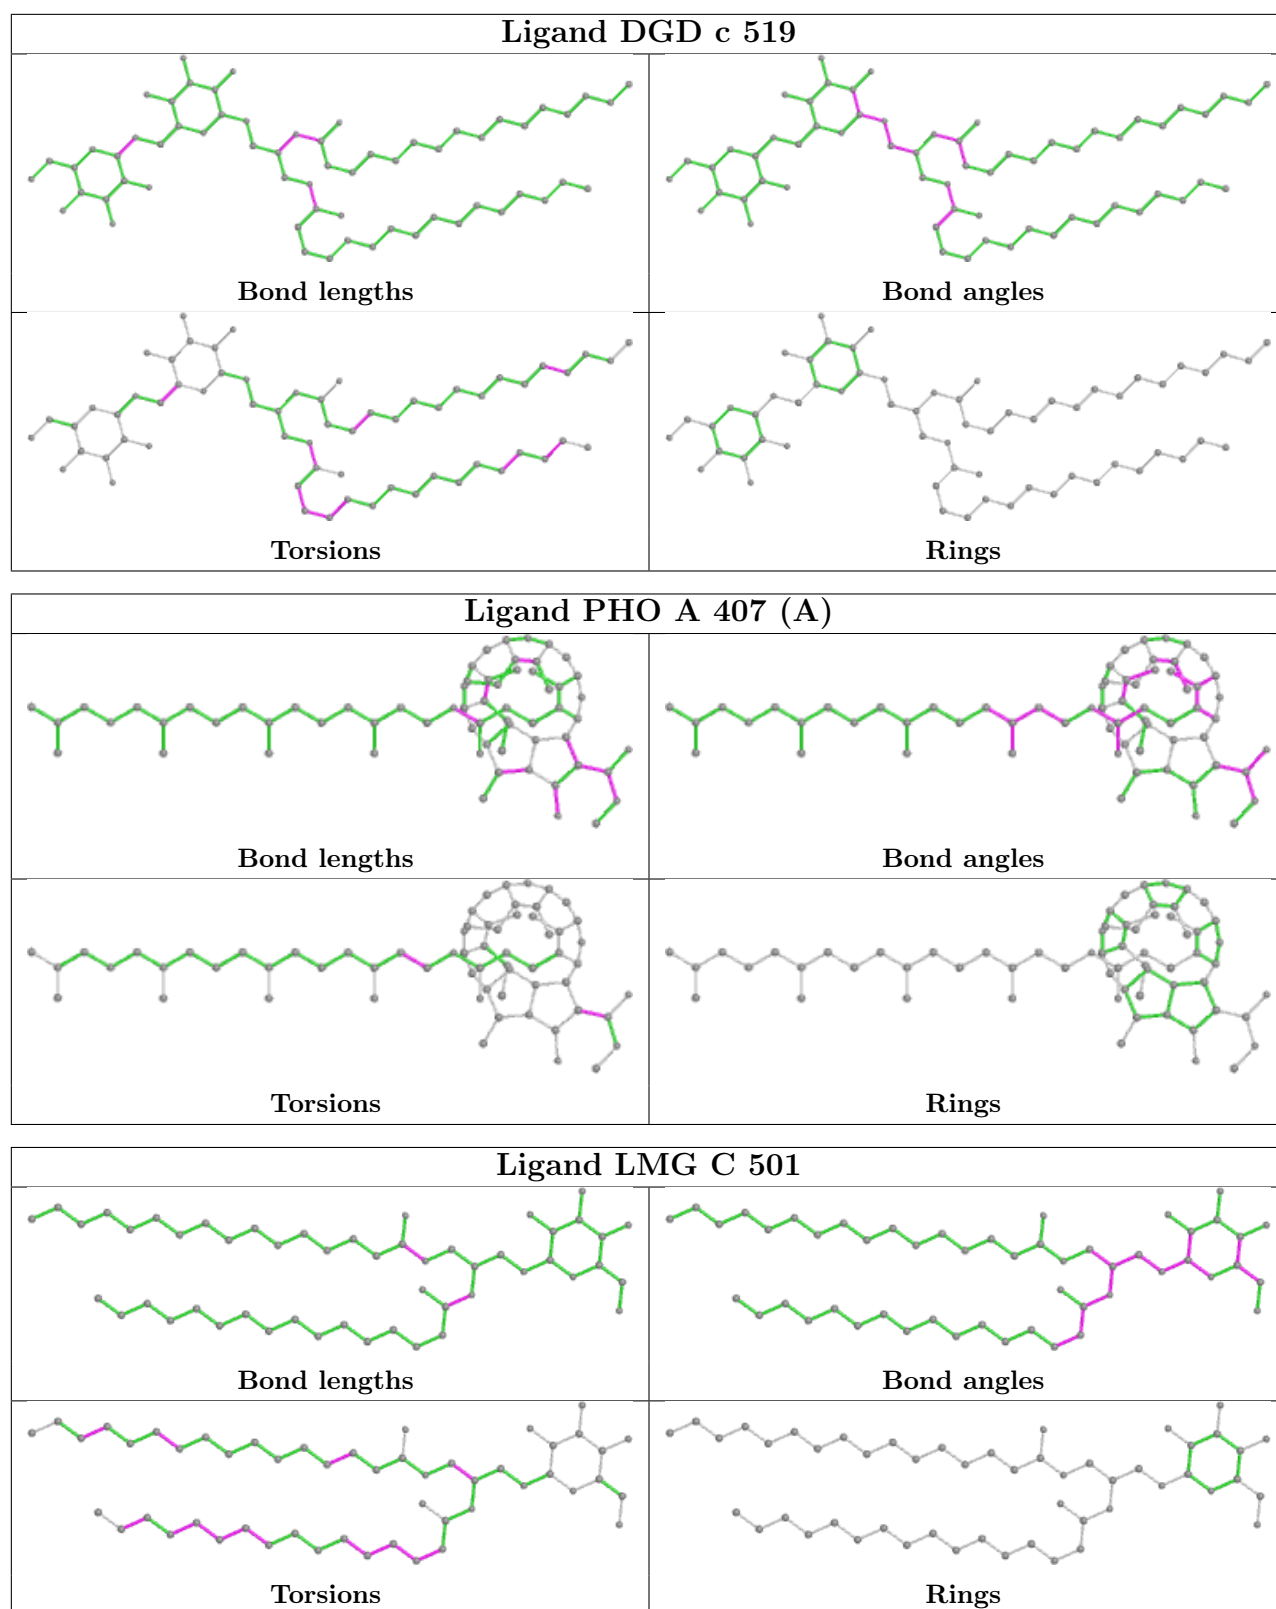 Ligand DGD c 519
Bond lengths
Bond angles
Torsions
Rings
Ligand PHO A 407 (A)
Bond lengths
Bond angles
Torsions
Rings
Ligand LMG C 501
Bond lengths
Bond angles
Torsions
Rings